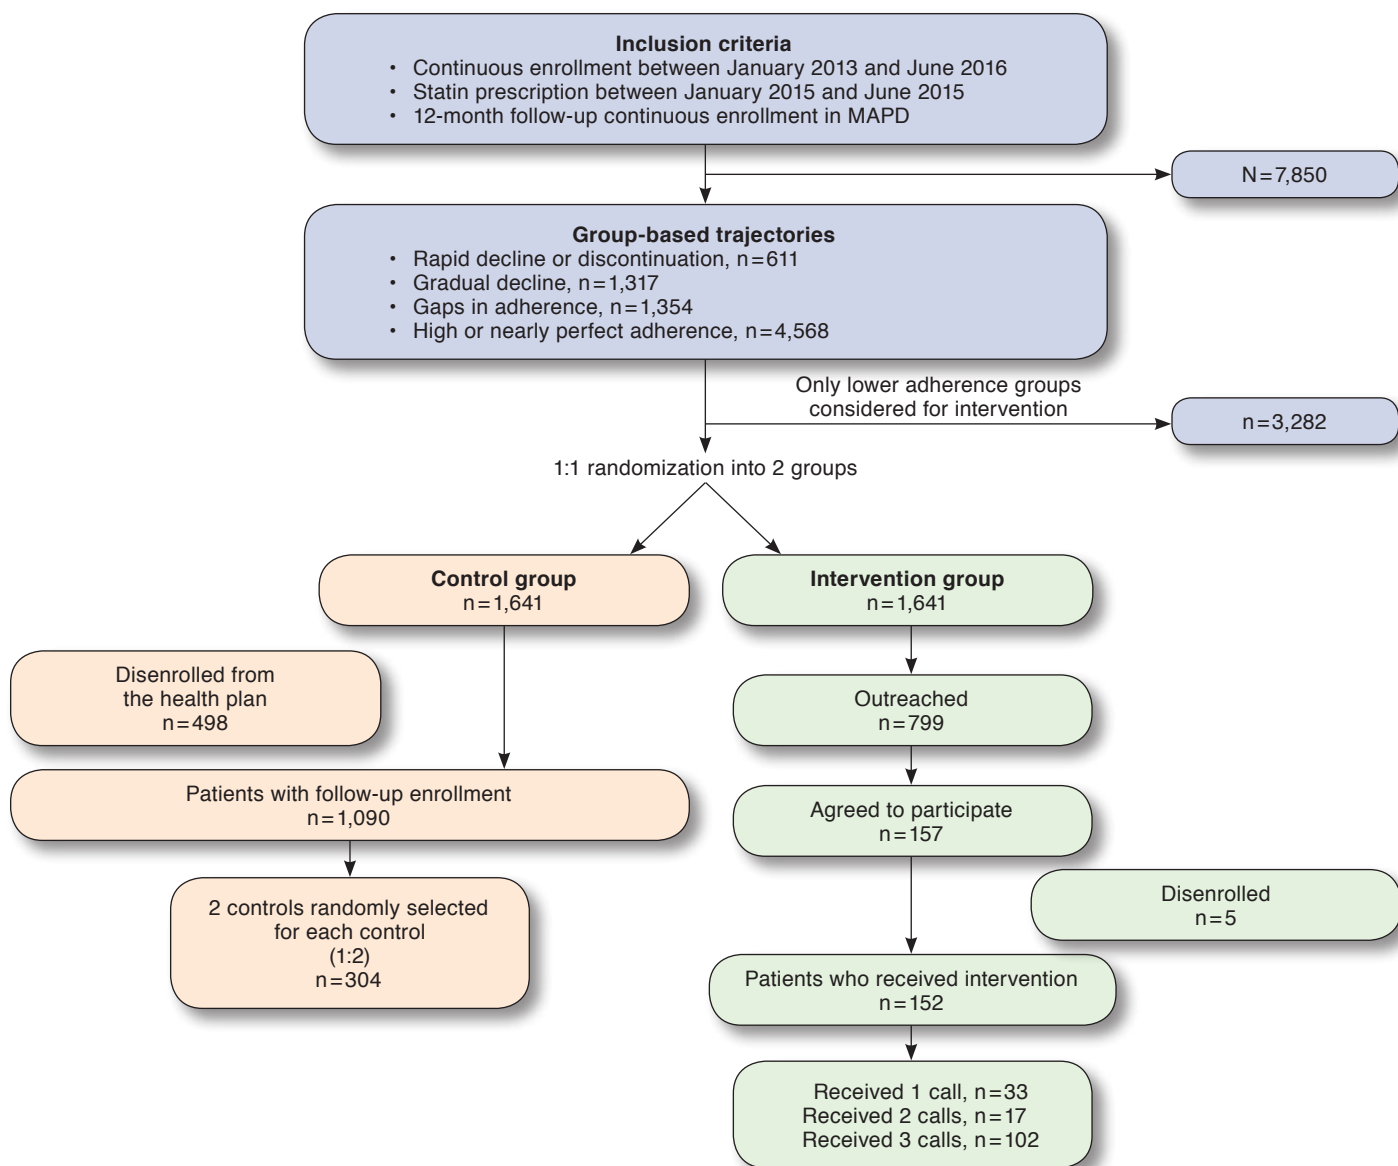 Inclusion criteria
• Continuous enrollment between January 2013 and June 2016
• Statin prescription between January 2015 and June 2015
• 12-month follow-up continuous enrollment in MAPD
N=7,850
Group-based trajectories
• Rapid decline or discontinuation, n=611
• Gradual decline, n=1,317
• Gaps in adherence, n=1,354
• High or nearly perfect adherence, n=4,568
Only lower adherence groups
considered for intervention
n=3,282
1:1 randomization into 2 groups
Control group
n=1,641
Disenrolled from
the health plan
n=498
Patients with follow-up enrollment
n=1,090
2 controls randomly selected
for each control
(1:2)
n=304
Intervention group
n=1,641
Outreached
n=799
Agreed to participate
n=157
Disenrolled
n=5
Patients who received intervention
n=152
Received 1 call, n=33
Received 2 calls, n=17
Received 3 calls, n=102